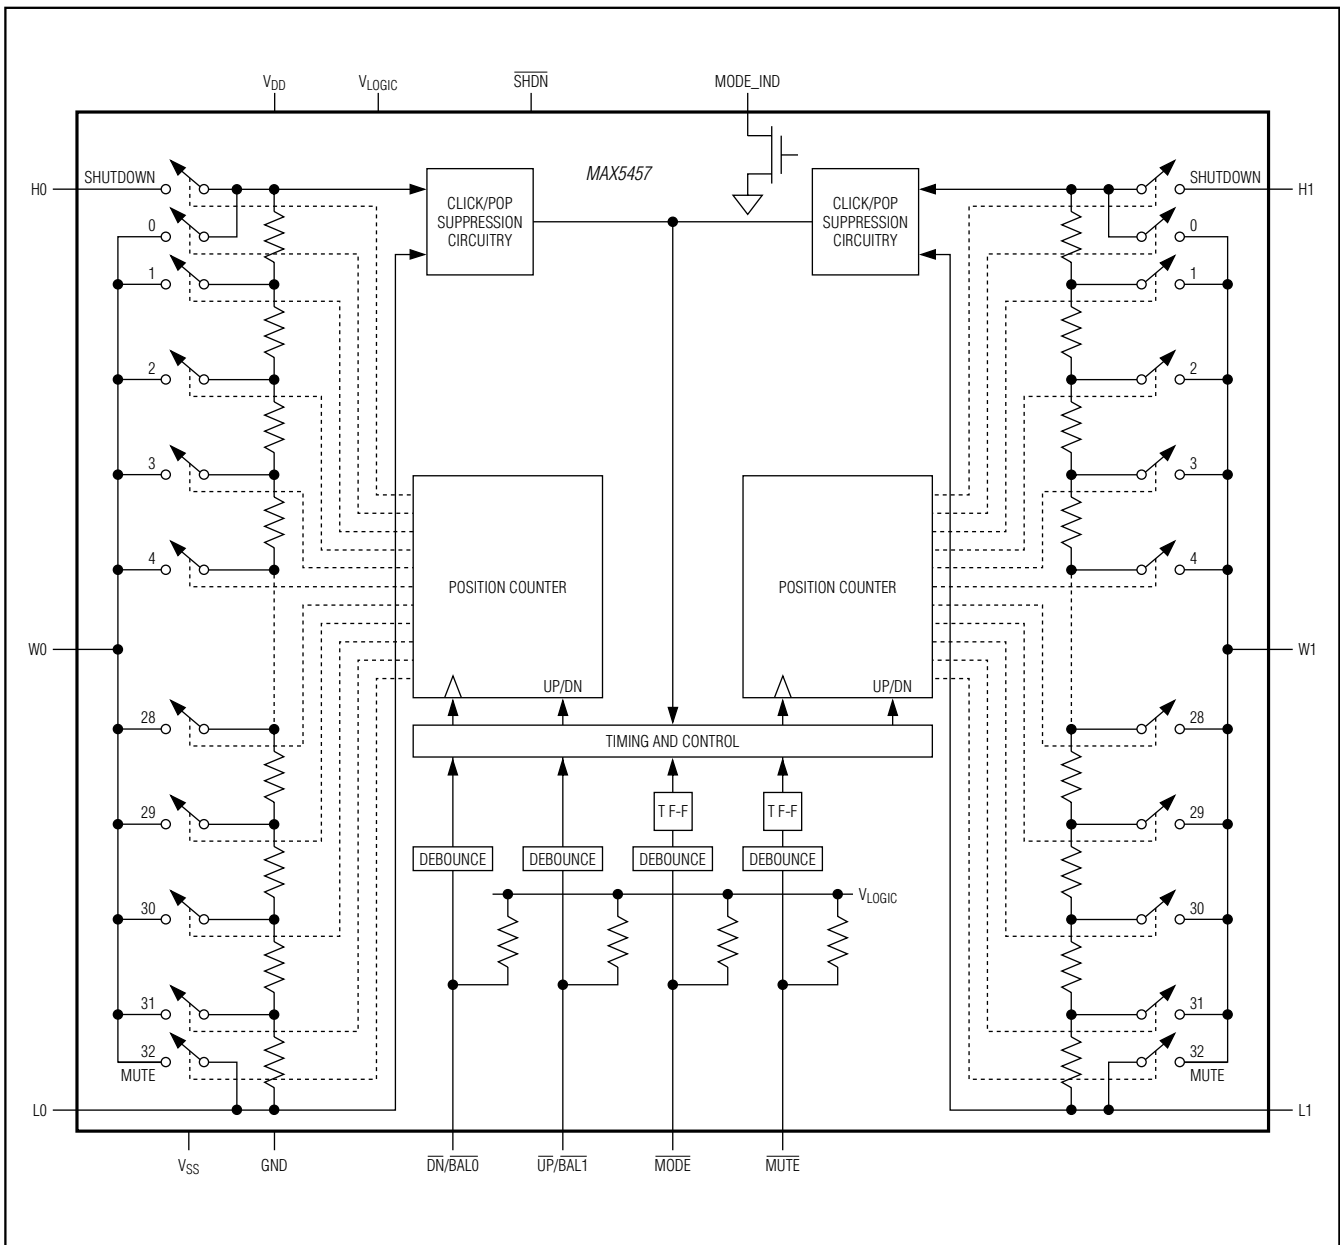 VDD VLOGIC SHDN MODE_IND
MAX5457
H0 SHUTDOWN SHUTDOWN H1
CLICK/POP
SUPPRESSION
CIRCUITRY
CLICK/POP
SUPPRESSION
CIRCUITRY
0 0
1 1
2 2
3 3
4 4
POSITION COUNTER POSITION COUNTER
W0 W1
UP/DN UP/DN
28 28
TIMING AND CONTROL
29 T F-F T F-F 29
DEBOUNCE DEBOUNCE DEBOUNCE DEBOUNCE
VLOGIC
30 30
31 31
32 32
MUTE MUTE
L0 L1
VSS GND DN/BAL0 UP/BAL1 MODE MUTE